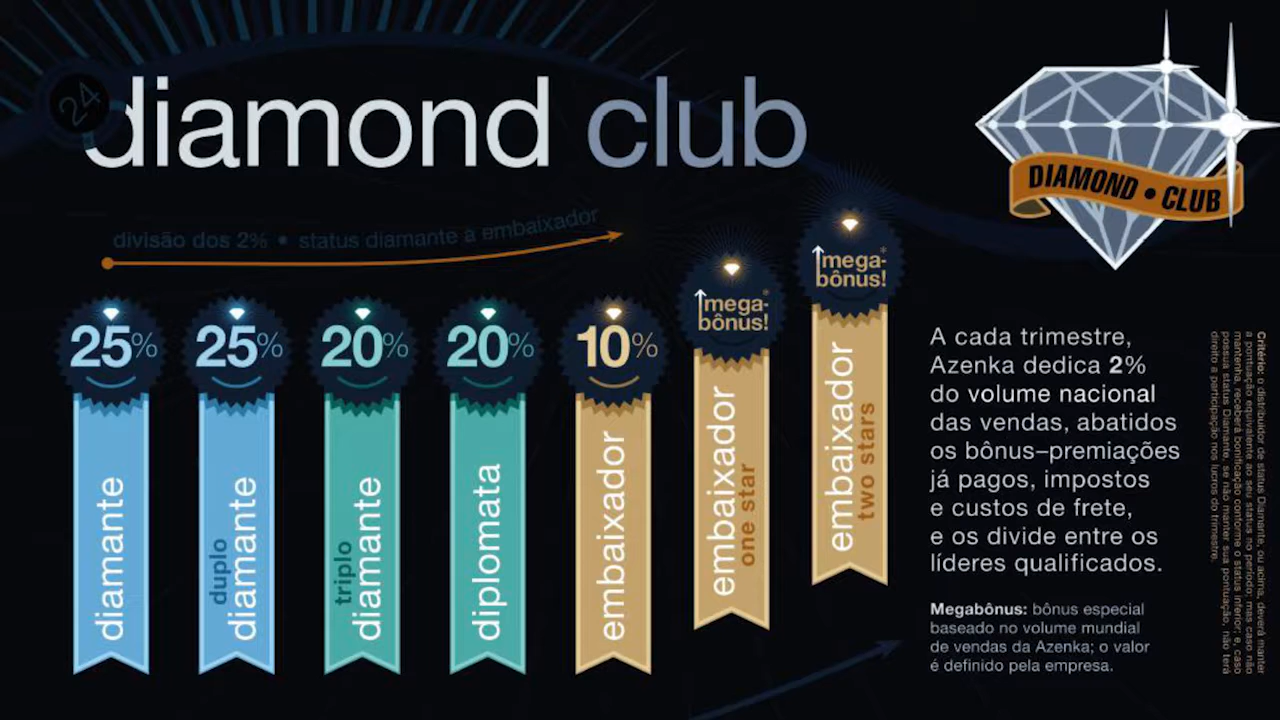 24
diamond club
DIAMOND • CLUB
divisão dos 2% • status diamante a embaixador
25%
25%
20%
20%
10%
mega-
bônus!*
mega-
bônus!*
diamante
duplo
diamante
triplo
diamante
diplomata
embaixador
embaixador
one star
embaixador
two stars
A cada trimestre,
Azenka dedica 2%
do volume nacional
das vendas, abatidos
os bônus–premiações
já pagos, impostos
e custos de frete,
e os divide entre os
líderes qualificados.
Megabônus: bônus especial
baseado no volume mundial
de vendas da Azenka; o valor
é definido pela empresa.
Critério: o distribuidor de status Diamante, ou acima, deverá manter
a pontuação equivalente ao seu status no período; mas caso não
mantenha, receberá bonificação conforme o status inferior; e, caso
possua status Diamante, se não manter sua pontuação, não terá
direito a participação nos lucros do trimestre.